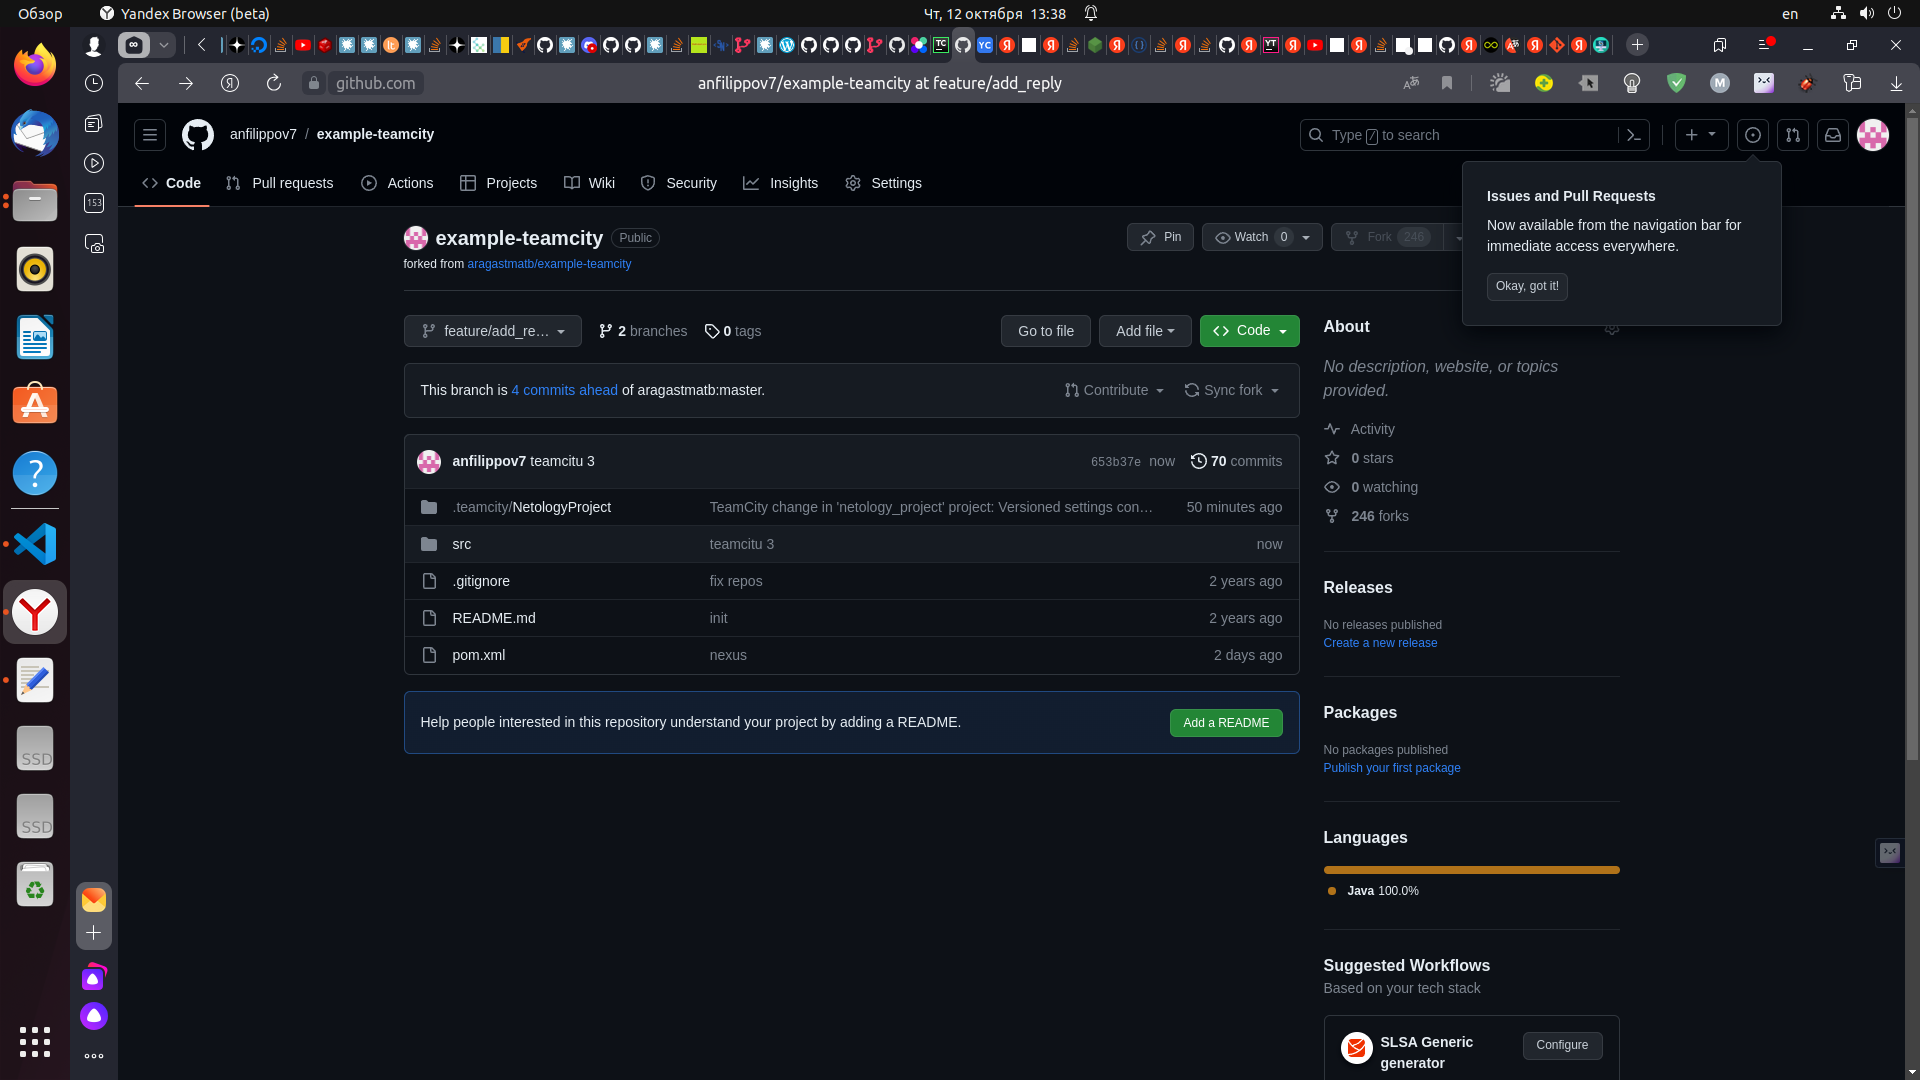 Обзор
Yandex Browser (beta)
Чт, 12 октября 13:38
en
github.com
anfilippov7/example-teamcity at feature/add_reply
153
anfilippov7 / example-teamcity
Type / to search
Code
Pull requests
Actions
Projects
Wiki
Security
Insights
Settings
Issues and Pull Requests
Now available from the navigation bar for
immediate access everywhere.
Okay, got it!
example-teamcity Public
forked from aragastmatb/example-teamcity
Pin
Watch 0
Fork 246
feature/add_re…
2 branches
0 tags
Go to file
Add file
Code
This branch is 4 commits ahead of aragastmatb:master.
Contribute
Sync fork
anfilippov7 teamcitu 3
653b37e now
70 commits
.teamcity/NetologyProject
TeamCity change in 'netology_project' project: Versioned settings con…
50 minutes ago
src
teamcitu 3
now
.gitignore
fix repos
2 years ago
README.md
init
2 years ago
pom.xml
nexus
2 days ago
Help people interested in this repository understand your project by adding a README.
Add a README
About
No description, website, or topics
provided.
Activity
0 stars
0 watching
246 forks
Releases
No releases published
Create a new release
Packages
No packages published
Publish your first package
Languages
Java 100.0%
Suggested Workflows
Based on your tech stack
SLSA Generic
generator
Configure
SSD
SSD